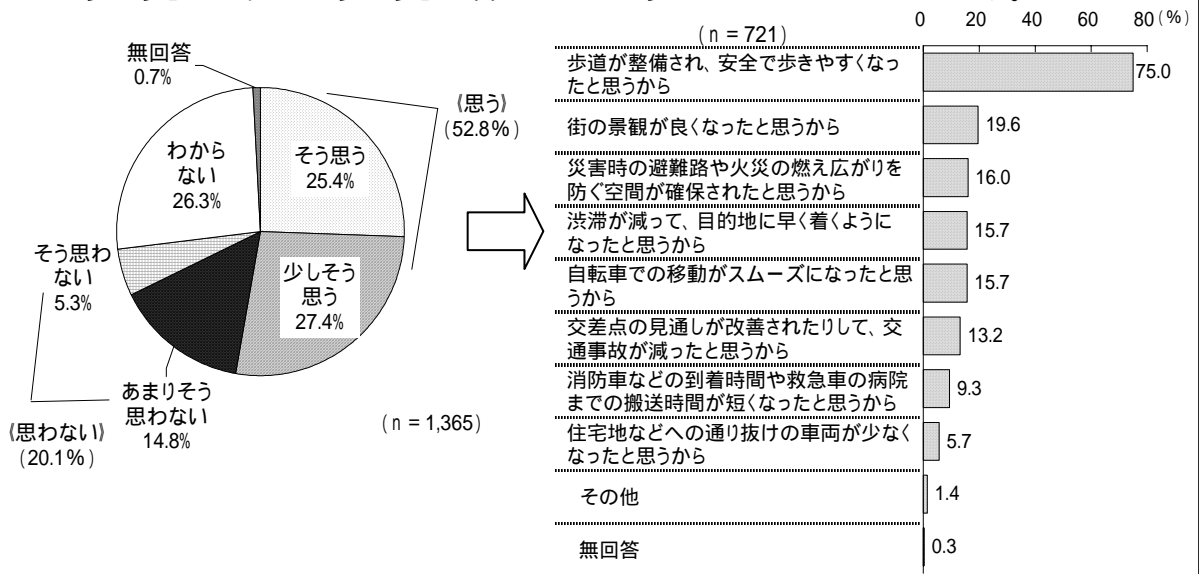 無回答
0.7%
《思う》
(52.8%)
そう思う
25.4%
わから
ない
26.3%
そう思わ
ない
5.3%
少しそう
思う
27.4%
あまりそう
思わない
14.8%
《思わない》
(20.1%)
(n = 1,365)
(n = 721)
0 20 40 60 80 (%)
歩道が整備され、安全で歩きやすくなっ
たと思うから
75.0
街の景観が良くなったと思うから
19.6
災害時の避難路や火災の燃え広がりを
防ぐ空間が確保されたと思うから
16.0
渋滞が減って、目的地に早く着くように
なったと思うから
15.7
自転車での移動がスムーズになったと思
うから
15.7
交差点の見通しが改善されたりして、交
通事故が減ったと思うから
13.2
消防車などの到着時間や救急車の病院
までの搬送時間が短くなったと思うから
9.3
住宅地などへの通り抜けの車両が少なく
なったと思うから
5.7
その他
1.4
無回答
0.3